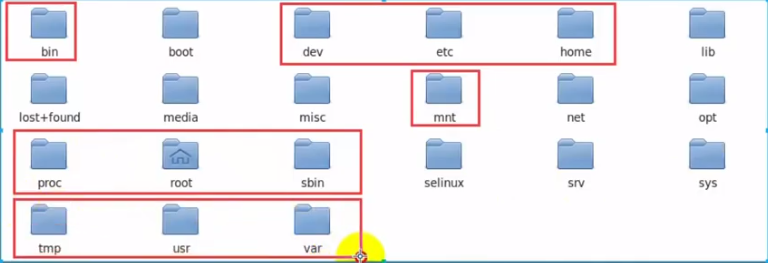 bin boot dev etc home lib
lost+found media misc mnt net opt
proc root sbin selinux srv sys
tmp usr var